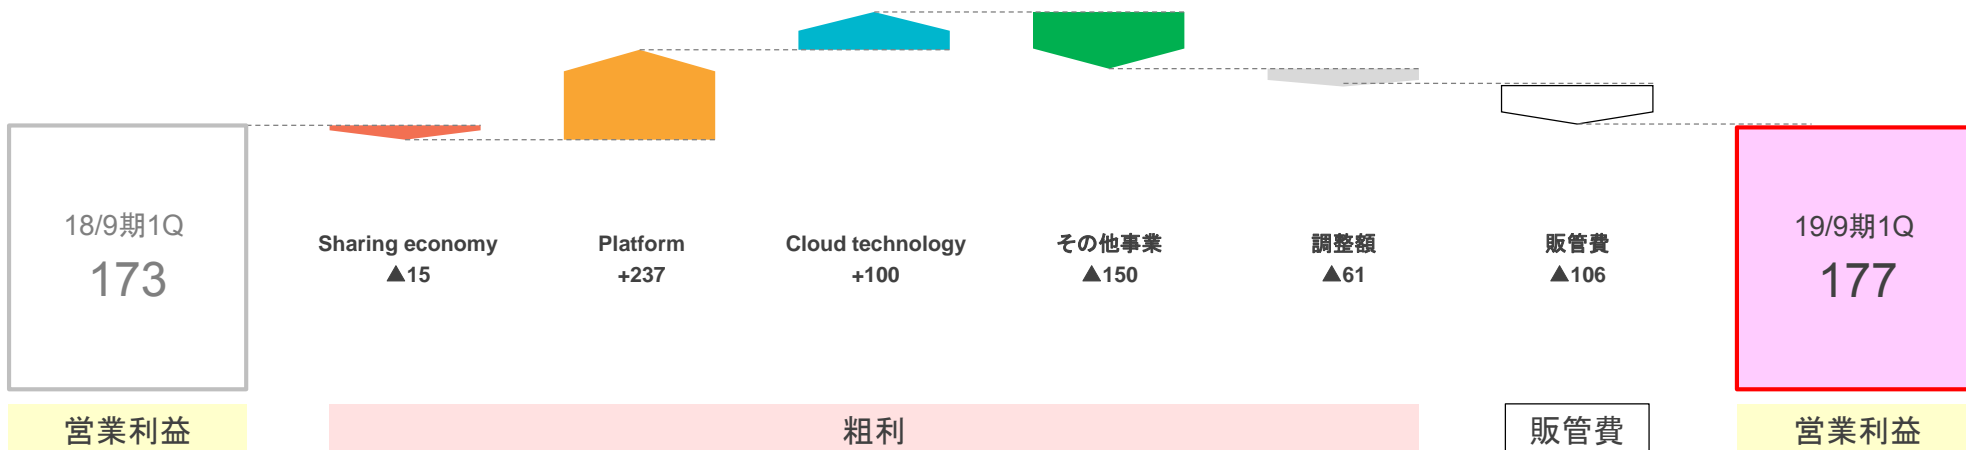 18/9期1Q
173
Sharing economy
▲15
Platform
+237
Cloud technology
+100
その他事業
▲150
調整額
▲61
販管費
▲106
19/9期1Q
177
営業利益
粗利
販管費
営業利益